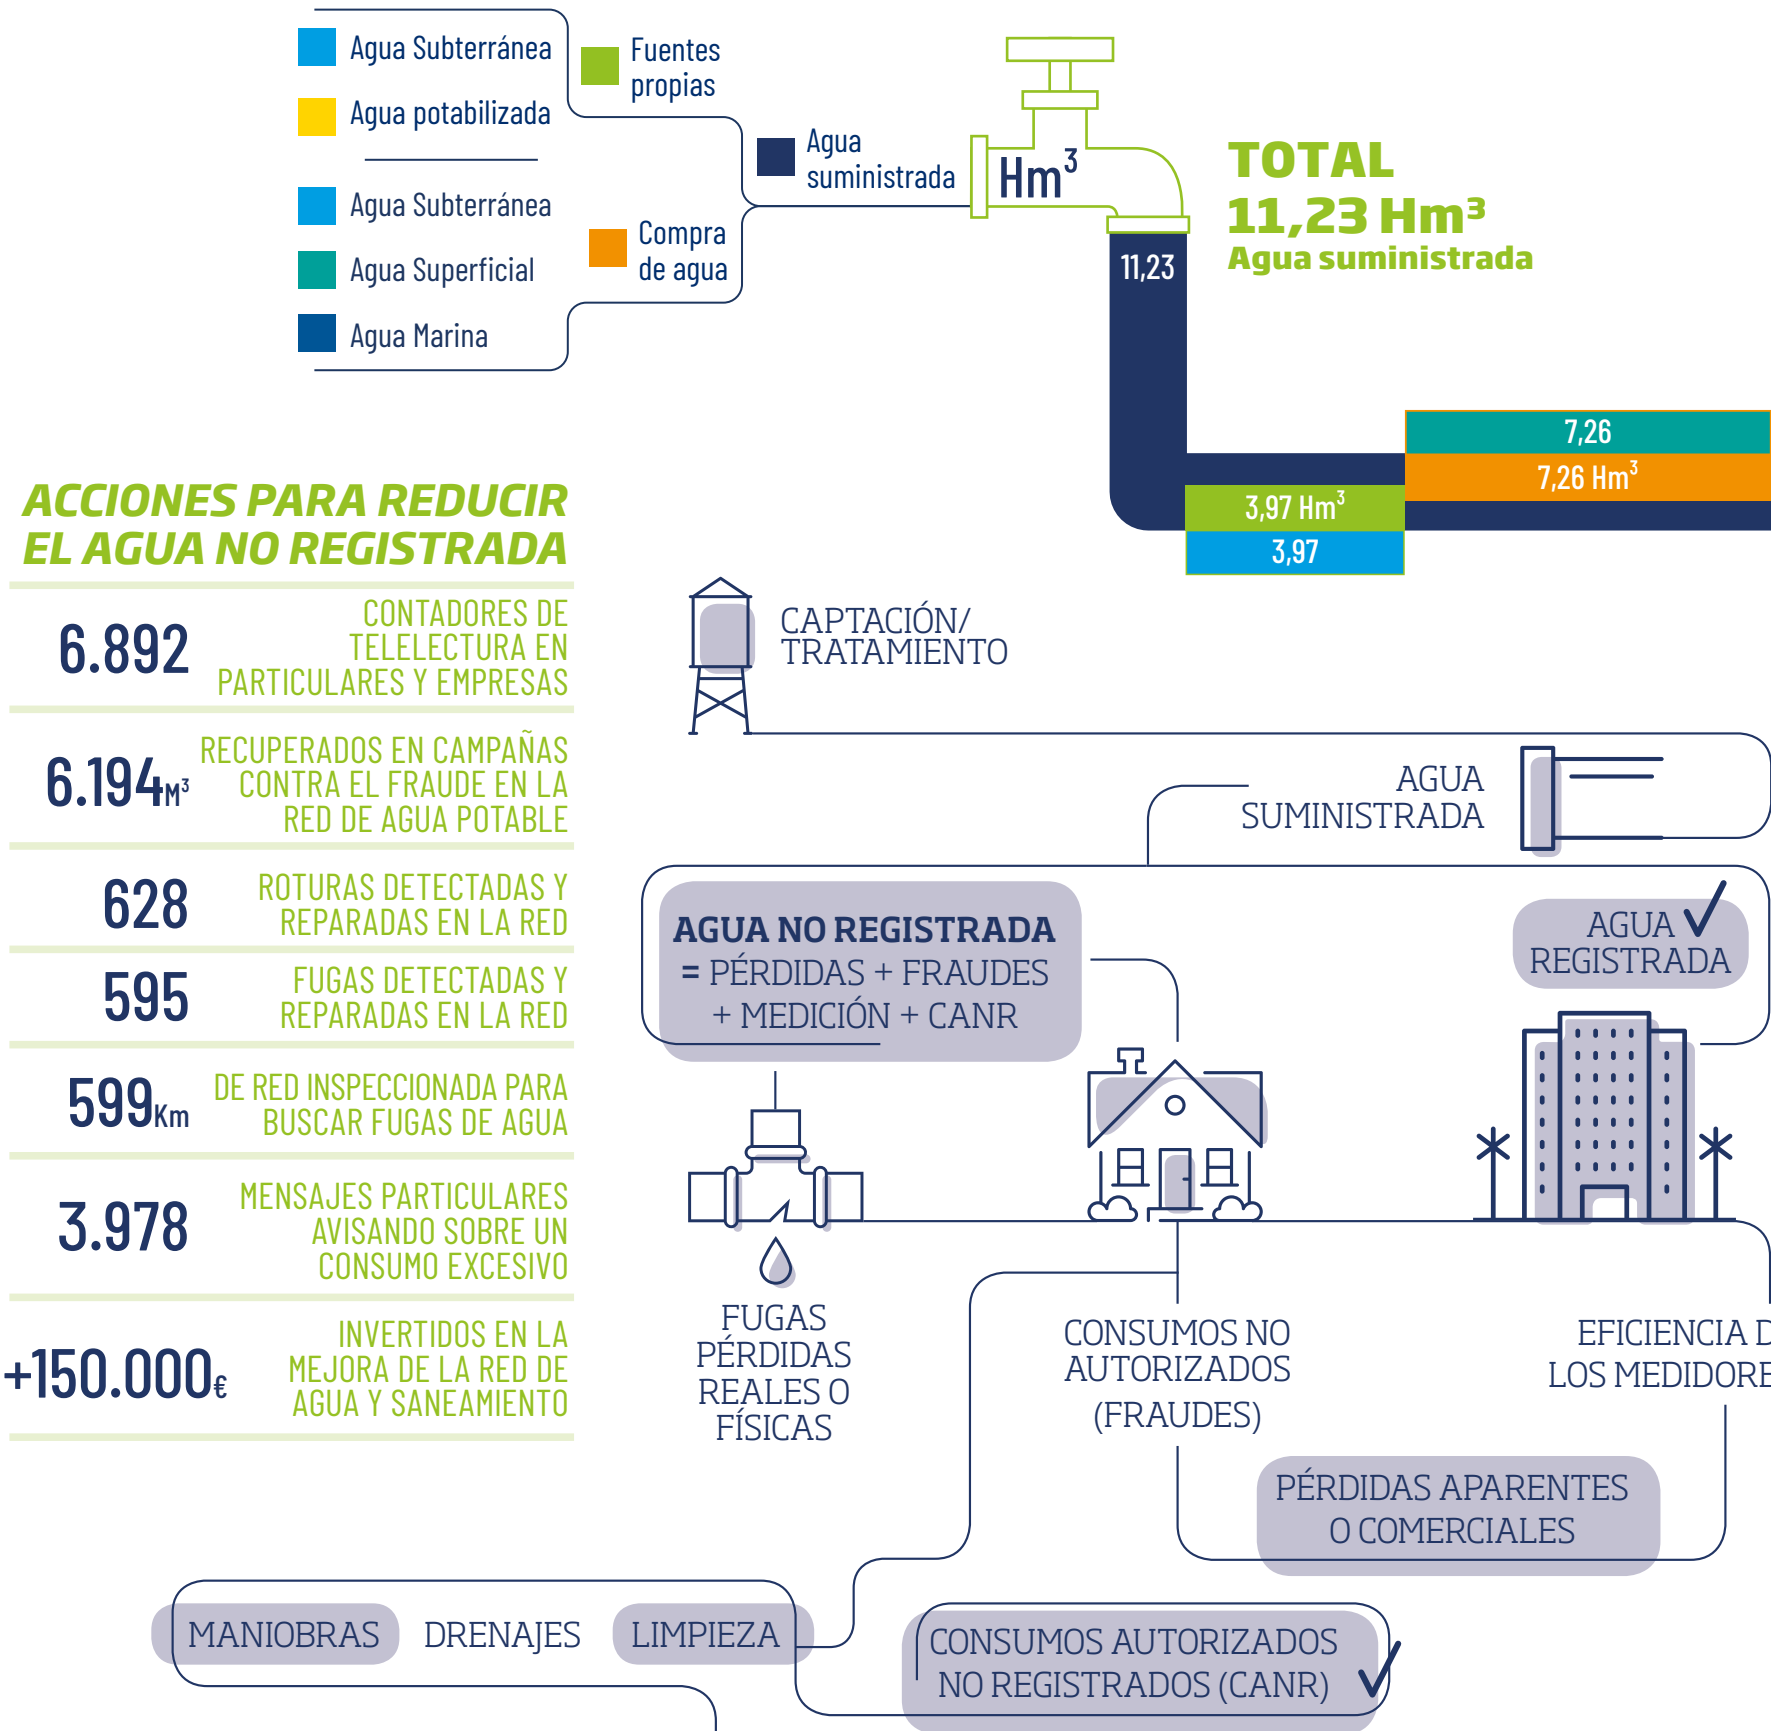 Agua Subterránea
Agua potabilizada
Agua Subterránea
Agua Superficial
Agua Marina
Fuentes
propias
Compra
de agua
Agua
suministrada
Hm³
TOTAL
11,23 Hm³
Agua suministrada
11,23
7,26
7,26 Hm³
3,97 Hm³
3,97
ACCIONES PARA REDUCIR
EL AGUA NO REGISTRADA
6.892
CONTADORES DE
TELELECTURA EN
PARTICULARES Y EMPRESAS
6.194M³
RECUPERADOS EN CAMPAÑAS
CONTRA EL FRAUDE EN LA
RED DE AGUA POTABLE
628
ROTURAS DETECTADAS Y
REPARADAS EN LA RED
595
FUGAS DETECTADAS Y
REPARADAS EN LA RED
599Km
DE RED INSPECCIONADA PARA
BUSCAR FUGAS DE AGUA
3.978
MENSAJES PARTICULARES
AVISANDO SOBRE UN
CONSUMO EXCESIVO
+150.000€
INVERTIDOS EN LA
MEJORA DE LA RED DE
AGUA Y SANEAMIENTO
CAPTACIÓN/
TRATAMIENTO
AGUA
SUMINISTRADA
AGUA NO REGISTRADA
= PÉRDIDAS + FRAUDES
+ MEDICIÓN + CANR
AGUA
REGISTRADA
FUGAS
PÉRDIDAS
REALES O
FÍSICAS
CONSUMOS NO
AUTORIZADOS
(FRAUDES)
EFICIENCIA D
LOS MEDIDORE
PÉRDIDAS APARENTES
O COMERCIALES
MANIOBRAS DRENAJES LIMPIEZA
CONSUMOS AUTORIZADOS
NO REGISTRADOS (CANR)